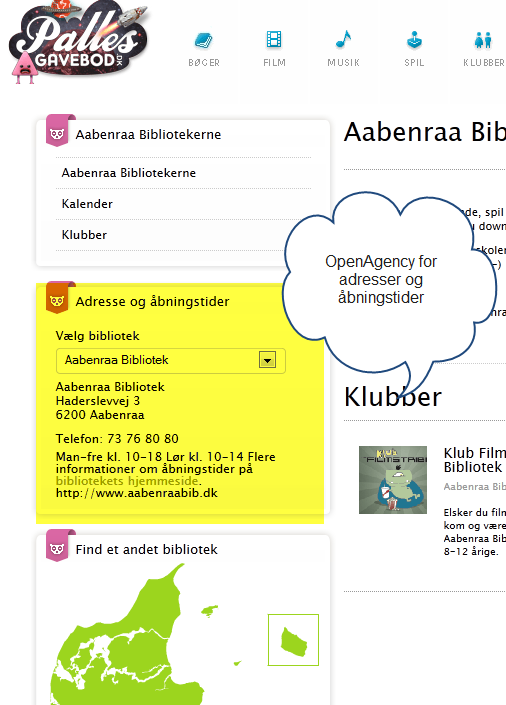 Palles
GAVEBOD.DK
BØGER
FILM
MUSIK
SPIL
KLUBBER
Aabenraa Bibliotekerne
Aabenraa Bibliotekerne
Kalender
Klubber
Adresse og åbningstider
Vælg bibliotek
Aabenraa Bibliotek
Aabenraa Bibliotek
Haderslevvej 3
6200 Aabenraa
Telefon: 73 76 80 80
Man-fre kl. 10-18 Lør kl. 10-14 Flere
informationer om åbningstider på
bibliotekets hjemmeside.
http://www.aabenraabib.dk
Find et andet bibliotek
Aabenraa Bib
spil
down
OpenAgency for
adresser og
åbningstider
Klubber
KLUB
FILMSTRIBEN
Klub Film
Bibliotek
Aabenraa Bib
Elsker du film
kom og være
Aabenraa Bib
8-12 årige.